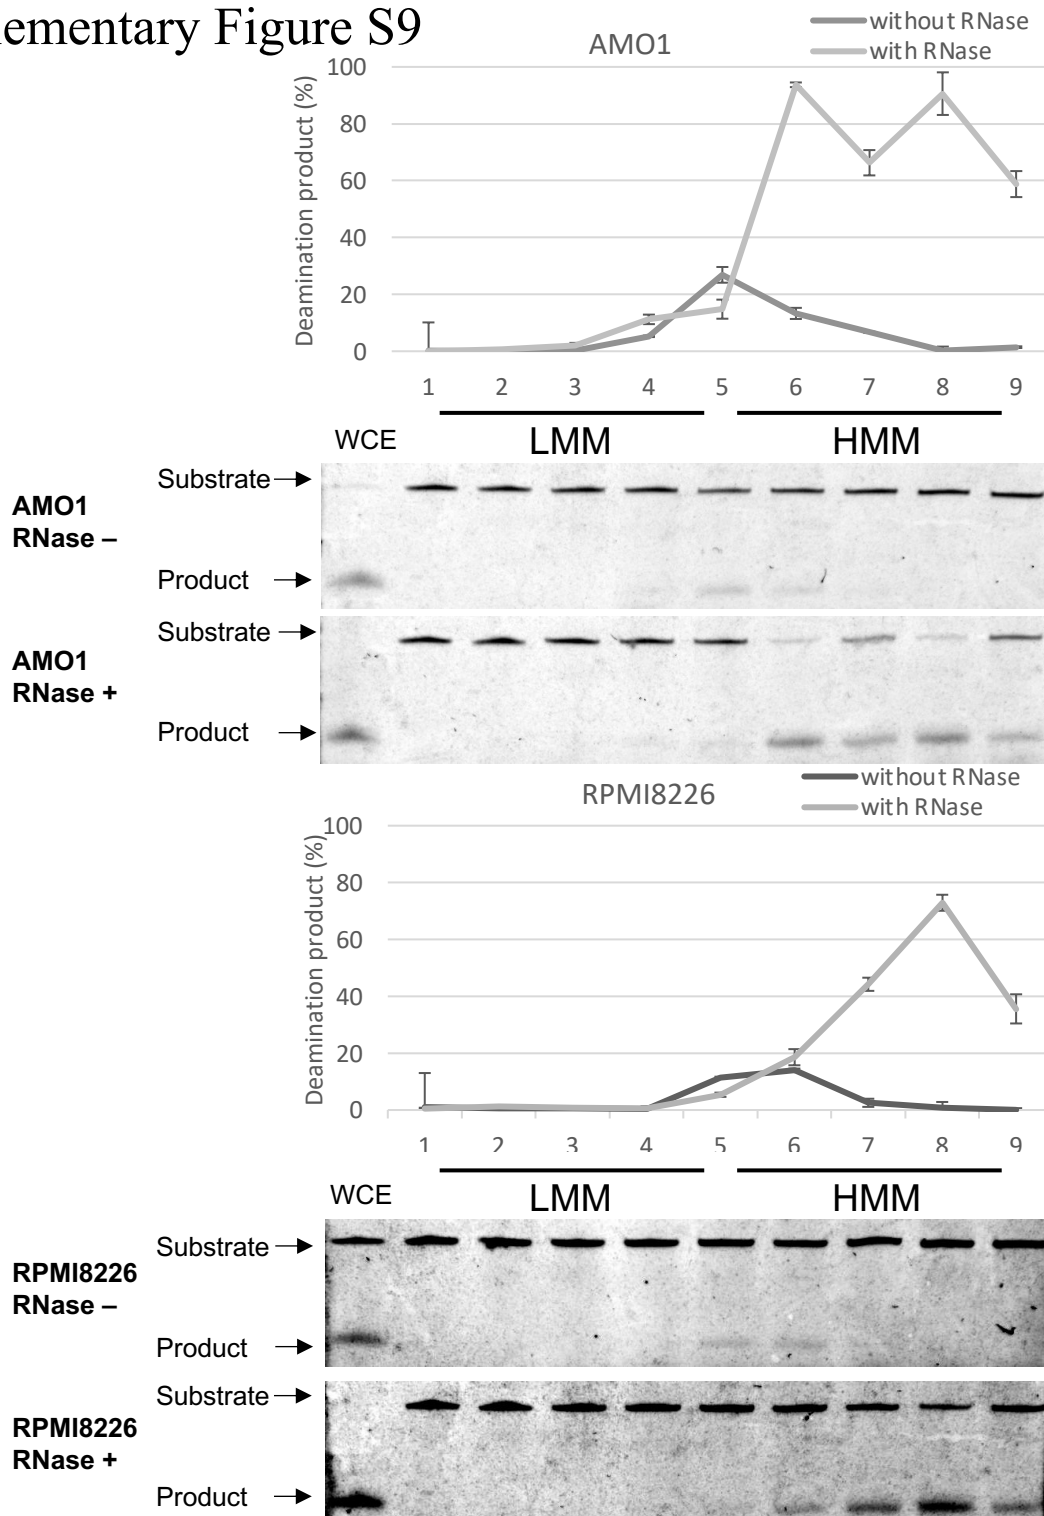 lementary Figure S9
AMO1
without RNase
with RNase
Deamination product (%)
100
80
60
40
20
0
1 2 3 4 5 6 7 8 9
WCE LMM HMM
AMO1
RNase –
Substrate
Product
AMO1
RNase +
Substrate
Product
RPMI8226
without RNase
with RNase
Deamination product (%)
100
80
60
40
20
0
1 2 3 4 5 6 7 8 9
WCE LMM HMM
RPMI8226
RNase –
Substrate
Product
RPMI8226
RNase +
Substrate
Product